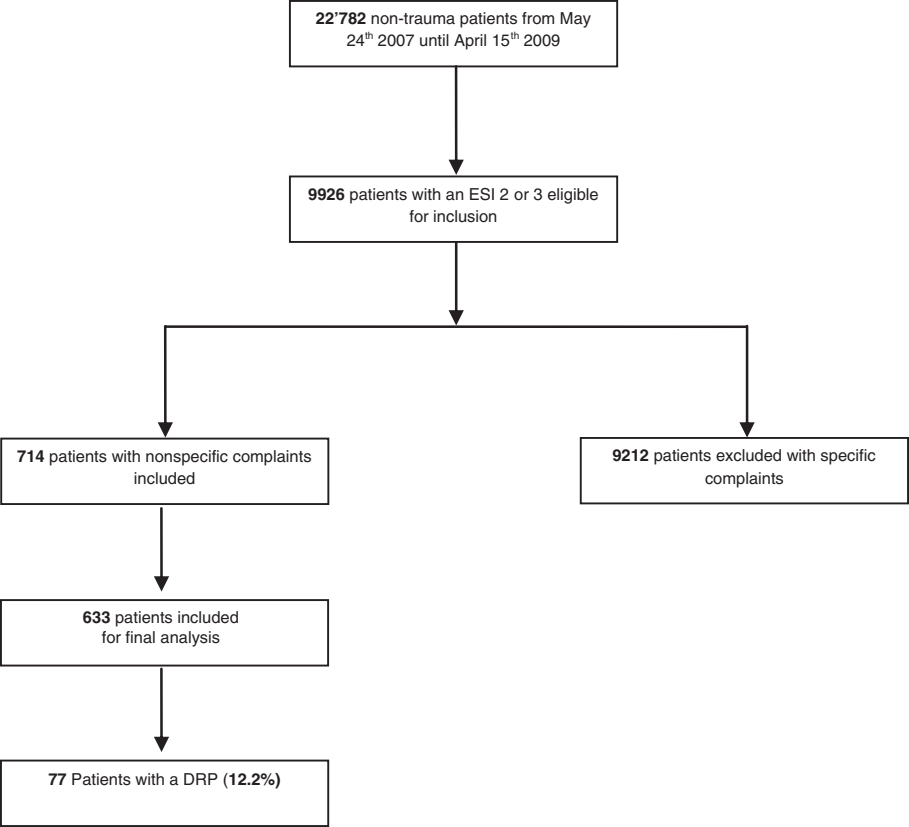 22'782 non-trauma patients from May
24th 2007 until April 15th 2009
9926 patients with an ESI 2 or 3 eligible
for inclusion
714 patients with nonspecific complaints
included
9212 patients excluded with specific
complaints
633 patients included
for final analysis
77 Patients with a DRP (12.2%)